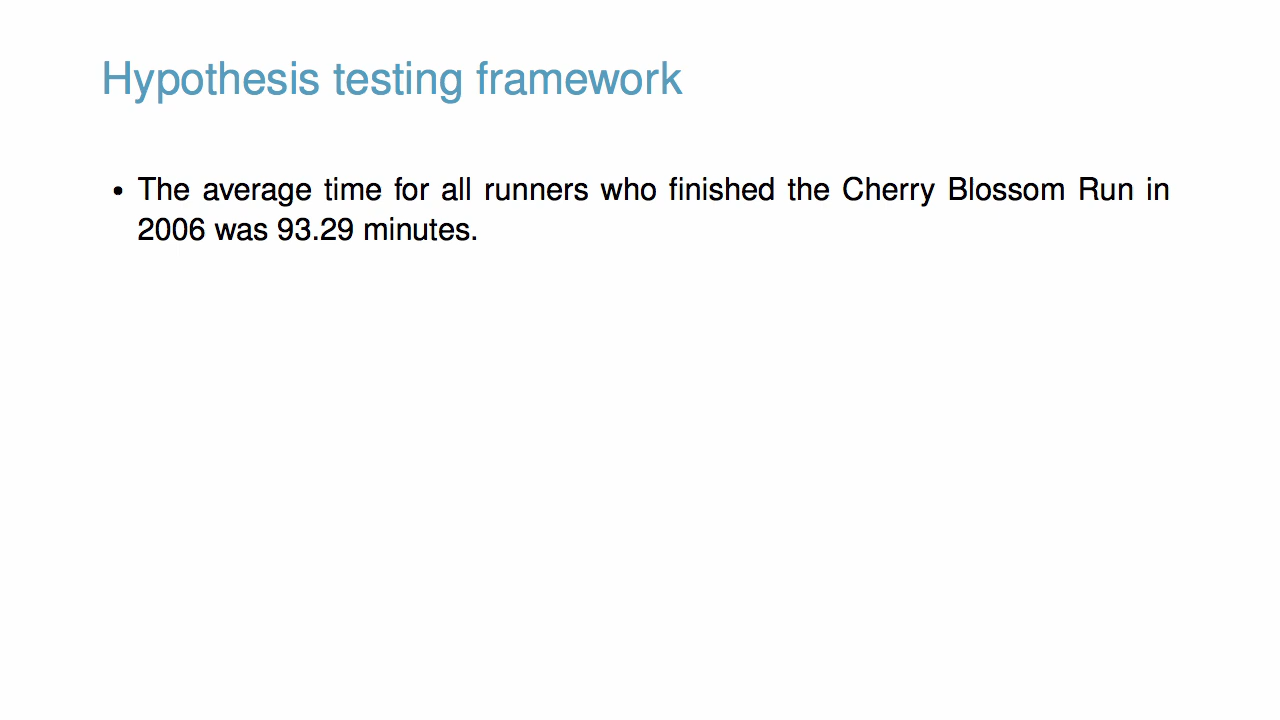 Hypothesis testing framework
• The average time for all runners who finished the Cherry Blossom Run in
2006 was 93.29 minutes.